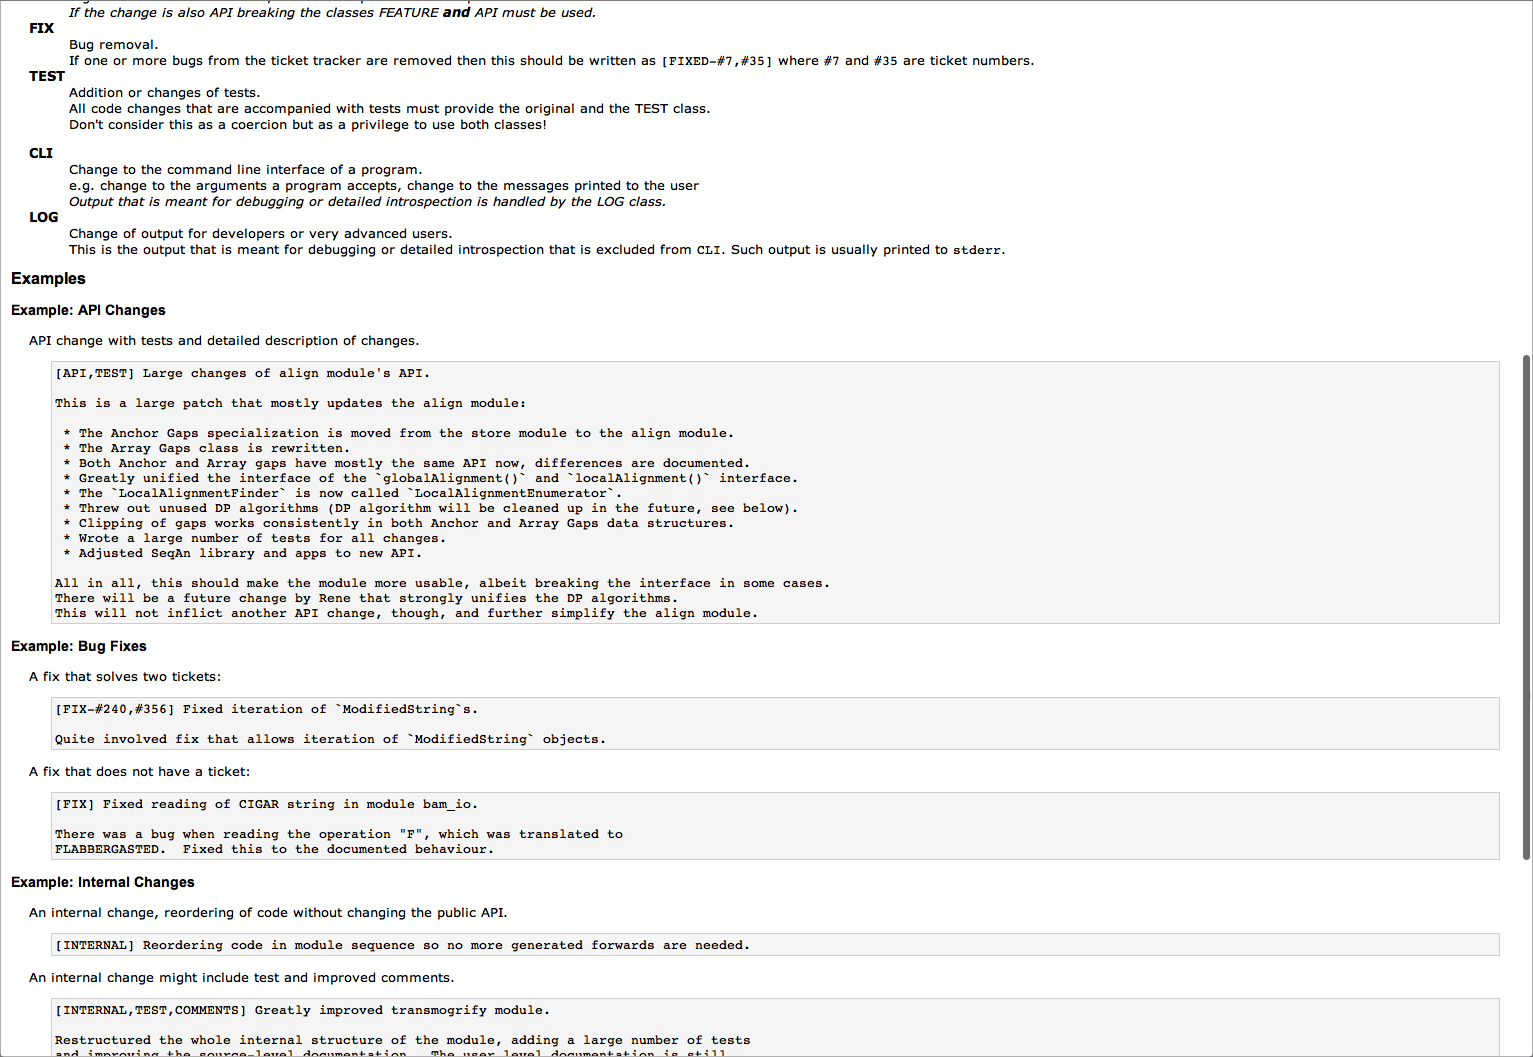 If the change is also API breaking the classes FEATURE and API must be used.
FIX
Bug removal.
If one or more bugs from the ticket tracker are removed then this should be written as [FIXED-#7,#35] where #7 and #35 are ticket numbers.
TEST
Addition or changes of tests.
All code changes that are accompanied with tests must provide the original and the TEST class.
Don't consider this as a coercion but as a privilege to use both classes!
CLI
Change to the command line interface of a program.
e.g. change to the arguments a program accepts, change to the messages printed to the user
Output that is meant for debugging or detailed introspection is handled by the LOG class.
LOG
Change of output for developers or very advanced users.
This is the output that is meant for debugging or detailed introspection that is excluded from CLI. Such output is usually printed to stderr.
Examples
Example: API Changes
API change with tests and detailed description of changes.
[API,TEST] Large changes of align module's API.
This is a large patch that mostly updates the align module:
* The Anchor Gaps specialization is moved from the store module to the align module.
* The Array Gaps class is rewritten.
* Both Anchor and Array gaps have mostly the same API now, differences are documented.
* Greatly unified the interface of the `globalAlignment()` and `localAlignment()` interface.
* The `LocalAlignmentFinder` is now called `LocalAlignmentEnumerator`.
* Threw out unused DP algorithms (DP algorithm will be cleaned up in the future, see below).
* Clipping of gaps works consistently in both Anchor and Array Gaps data structures.
* Wrote a large number of tests for all changes.
* Adjusted SeqAn library and apps to new API.
All in all, this should make the module more usable, albeit breaking the interface in some cases.
There will be a future change by Rene that strongly unifies the DP algorithms.
This will not inflict another API change, though, and further simplify the align module.
Example: Bug Fixes
A fix that solves two tickets:
[FIX-#240,#356] Fixed iteration of `ModifiedString`s.
Quite involved fix that allows iteration of `ModifiedString` objects.
A fix that does not have a ticket:
[FIX] Fixed reading of CIGAR string in module bam_io.
There was a bug when reading the operation "F", which was translated to
FLABBERGASTED.  Fixed this to the documented behaviour.
Example: Internal Changes
An internal change, reordering of code without changing the public API.
[INTERNAL] Reordering code in module sequence so no more generated forwards are needed.
An internal change might include test and improved comments.
[INTERNAL,TEST,COMMENTS] Greatly improved transmogrify module.
Restructured the whole internal structure of the module, adding a large number of tests
and improving the source-level documentation.  The user level documentation is still